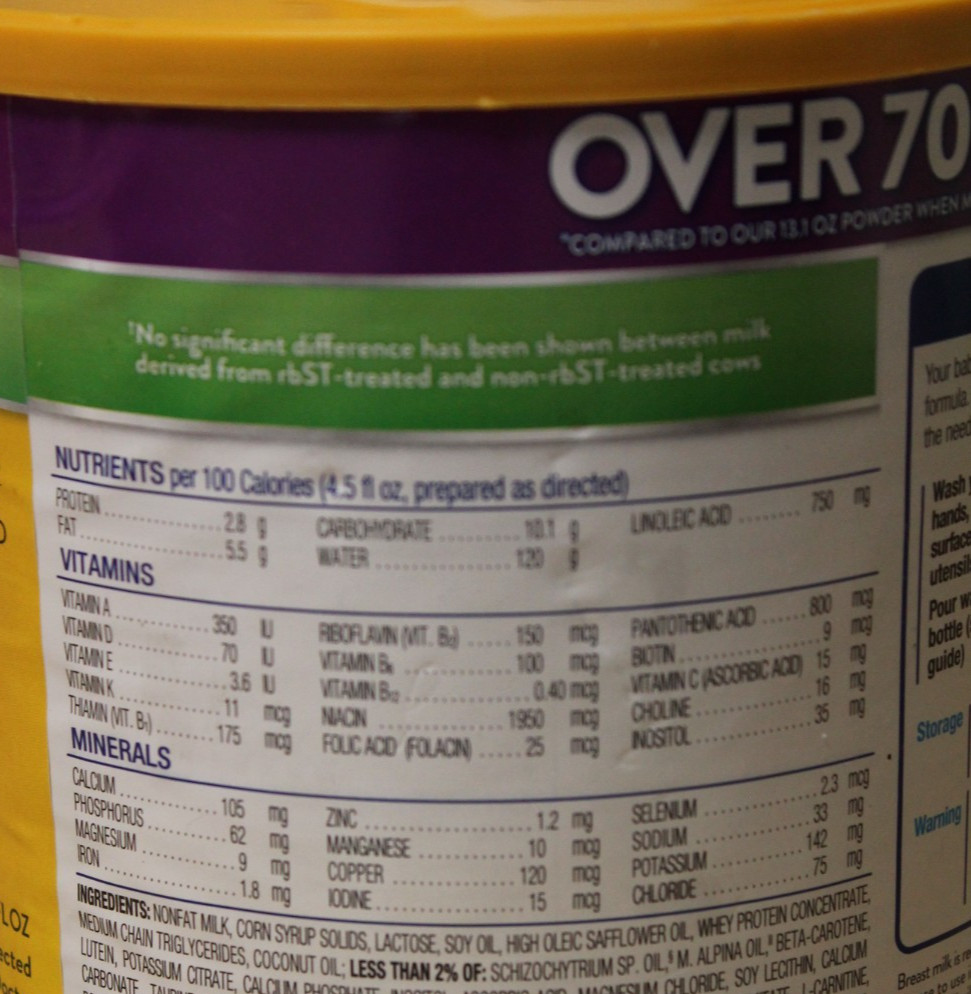 OVER 70
*COMPARED TO OUR 13.1 OZ POWDER WHEN
†No significant difference has been shown between milk
derived from rbST-treated and non-rbST-treated cows
NUTRIENTS per 100 Calories (4.5 fl oz, prepared as directed)
PROTEIN 2.8 g CARBOHYDRATE 10.1 g LINOLEIC ACID 750 mg
FAT 5.5 g WATER 120 g
VITAMINS
VITAMIN A 350 IU RIBOFLAVIN (VIT. B2) 150 mcg PANTOTHENIC ACID 800 mcg
VITAMIN D 70 IU VITAMIN B6 100 mcg BIOTIN 9 mcg
VITAMIN E 3.6 IU VITAMIN B12 0.40 mcg VITAMIN C (ASCORBIC ACID) 15 mg
VITAMIN K 11 mcg NIACIN 1950 mcg CHOLINE 16 mg
THIAMIN (VIT. B1) 175 mcg FOLIC ACID (FOLACIN) 25 mcg INOSITOL 35 mg
MINERALS
CALCIUM 105 mg ZINC 1.2 mg SELENIUM 2.3 mcg
PHOSPHORUS 62 mg MANGANESE 10 mcg SODIUM 33 mg
MAGNESIUM 9 mg COPPER 120 mcg POTASSIUM 142 mg
IRON 1.8 mg IODINE 15 mcg CHLORIDE 75 mg
INGREDIENTS: NONFAT MILK, CORN SYRUP SOLIDS, LACTOSE, SOY OIL, HIGH OLEIC SAFFLOWER OIL, WHEY PROTEIN CONCENTRATE,
MEDIUM CHAIN TRIGLYCERIDES, COCONUT OIL; LESS THAN 2% OF: SCHIZOCHYTRIUM SP. OIL,§ M. ALPINA OIL,# BETA-CAROTENE,
LUTEIN, POTASSIUM CITRATE, CALCIUM PHOSPHATE, MAGNESIUM CHLORIDE, SOY LECITHIN, CALCIUM
CARBONATE, L-CARNITINE,
Your
formula.
the need
Wash
hands,
surface
utensils
Pour
bottle
guide)
Storage
Warning
Breast milk is
to use
L OZ
ected